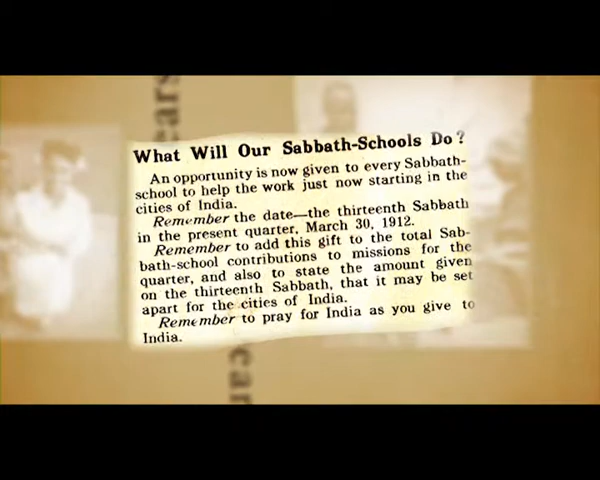 ears
What Will Our Sabbath-Schools Do?
An opportunity is now given to every Sabbath-
school to help the work just now starting in the
cities of India.
Remember the date—the thirteenth Sabbath
in the present quarter, March 30, 1912.
Remember to add this gift to the total Sab-
bath-school contributions to missions for the
quarter, and also to state the amount given
on the thirteenth Sabbath, that it may be set
apart for the cities of India.
Remember to pray for India as you give to
India.